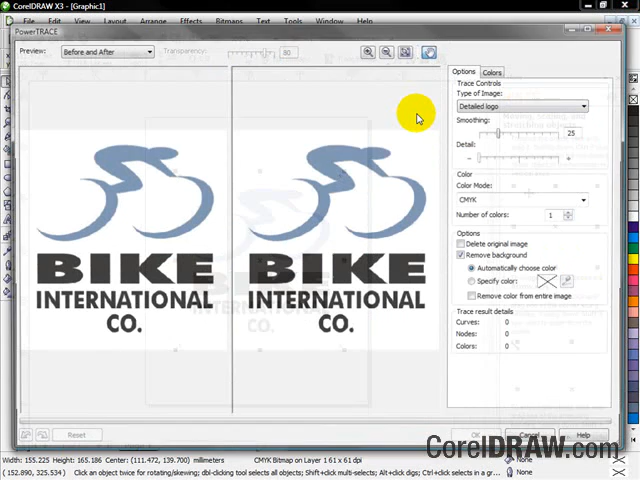 CorelDRAW X3 - [Graphic1]
File Edit View Layout Arrange Effects Bitmaps Text Tools Window Help
PowerTRACE
Preview: Before and After Transparency: 80
Options Colors
Trace Controls
Type of Image:
Detailed logo
Smoothing:
25
Detail:
- +
Color
Color Mode:
CMYK
Number of colors: 1
Options
Delete original image
Remove background
Automatically choose color
Specify color:
Remove color from entire image
Trace result details
Curves: 0
Nodes: 0
Colors: 0
BIKE
INTERNATIONAL
CO.
BIKE
INTERNATIONAL
CO.
Reset OK Cancel Help
CorelDRAW.com
Width: 155.225 Height: 165.186 Center: (111.472, 139.700) millimeters CMYK Bitmap on Layer 1 61 x 61 dpi None
(152.890, 325.534) Click an object twice for rotating/skewing; dbl-clicking tool selects all objects; Shift+click multi-selects; Alt+click digs; Ctrl+click selects in a gr... None